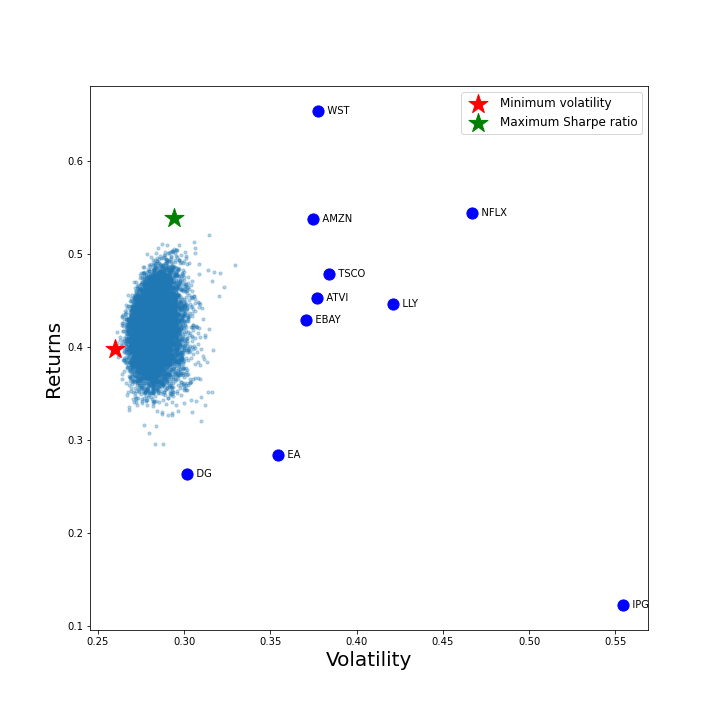 Minimum volatility
Maximum Sharpe ratio
WST
AMZN
NFLX
TSCO
ATVI
LLY
EBAY
EA
DG
IPG
0.6
0.5
0.4
0.3
0.2
0.1
Returns
0.25
0.30
0.35
0.40
0.45
0.50
0.55
Volatility